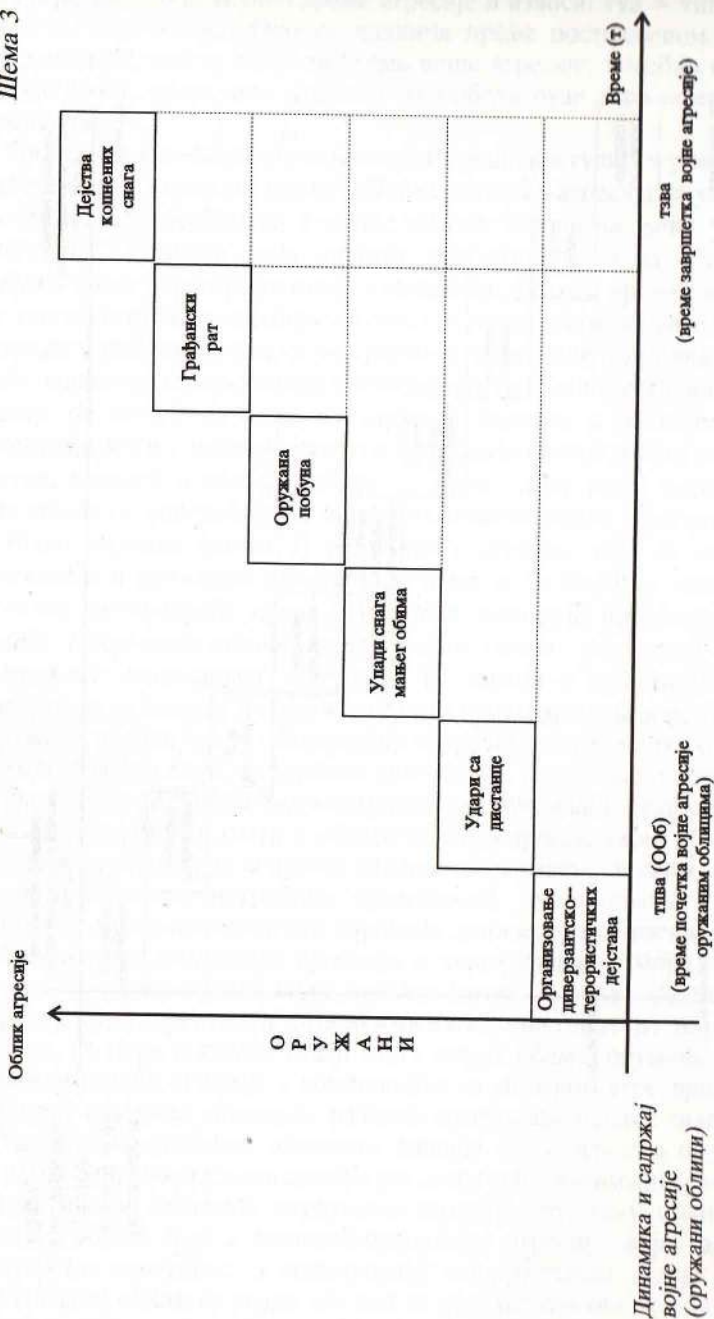 Шема 3
Облик агресије
ОРУЖАНИ
Дејства
копнених
снага
Грађански
рат
Оружана
побуна
Упади снага
мањег обима
Удари са
дистанце
Организовање
диверзантско--
терористичких
дејстава
Време (т)
тпва (ООб)
(време почетка војне агресије
оружаним облицима)
тзва
(време завршетка војне агресије)
Динамика и садржај
војне агресије
(оружани облици)